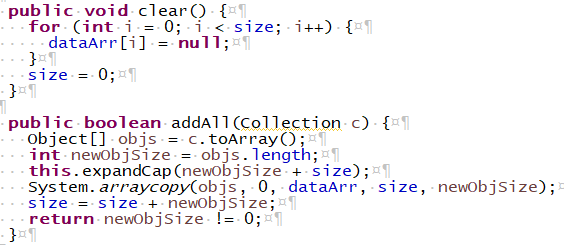 public void clear() {¤¶
for (int i = 0; i < size; i++) {¤¶
dataArr[i] = null;¤¶
}¤¶
size = 0;¤¶
}¤¶
¶
public boolean addAll(Collection c) {¤¶
Object[] objs = c.toArray();¤¶
int newObjSize = objs.length;¤¶
this.expandCap(newObjSize + size);¤¶
System.arraycopy(objs, 0, dataArr, size, newObjSize);¤¶
size = size + newObjSize;¤¶
return newObjSize != 0;¤¶
}¤¶